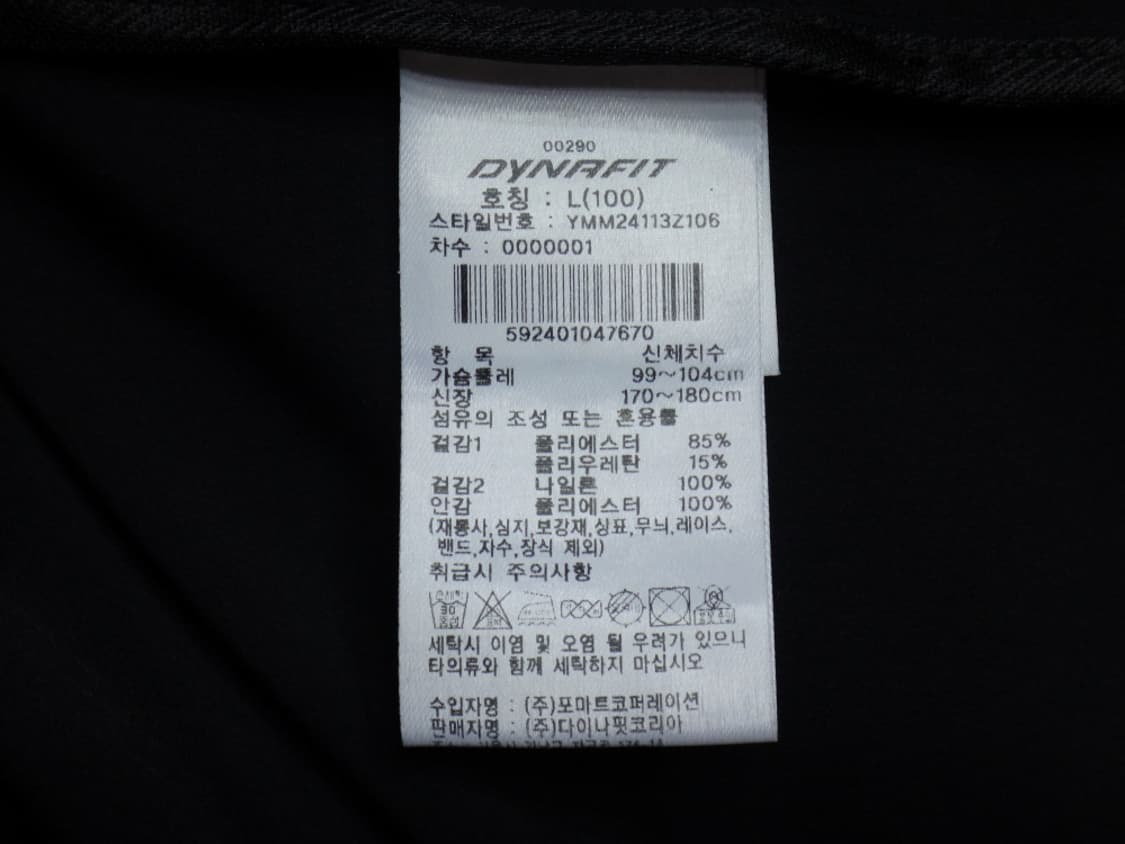 00290
DYNAFIT
호칭 : L(100)
스타일번호 : YMM24113Z106
차수 : 0000001
592401047670
항 목 신체치수
가슴둘레 99~104cm
신장 170~180cm
섬유의 조성 또는 혼용률
겉감1 폴리에스터 85%
폴리우레탄 15%
겉감2 나일론 100%
안감 폴리에스터 100%
(재봉사,심지,보강재,상표,무늬,레이스,
밴드,자수,장식 제외)
취급시 주의사항
30
중성
세탁시 이염 및 오염 될 우려가 있으니
타의류와 함께 세탁하지 마십시오
수입자명 : (주)포마트코퍼레이션
판매자명 : (주)다이나핏코리아